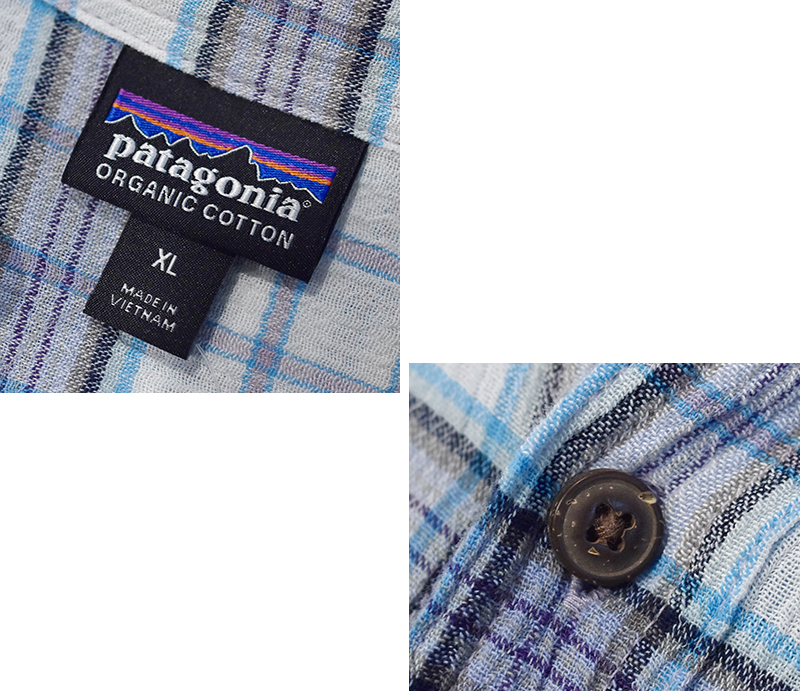 patagonia®
ORGANIC COTTON
XL
MADE IN
VIETNAM